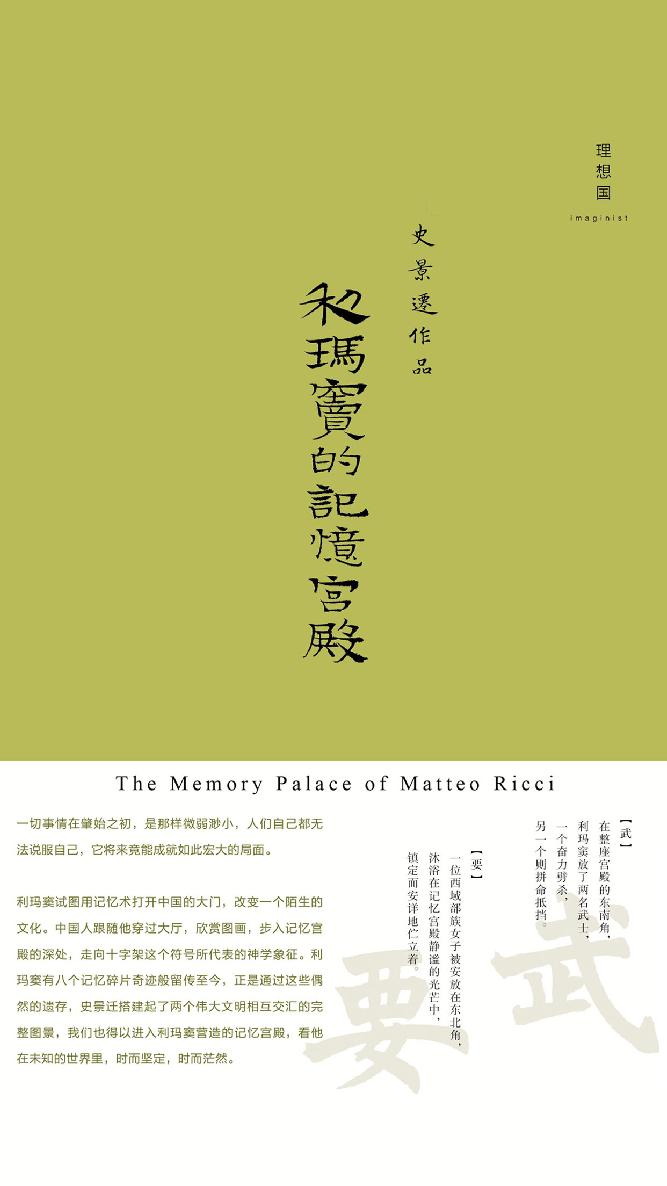 理想国
imaginist
史景遷作品
利瑪竇的記憶宮殿
The Memory Palace of Matteo Ricci
一切事情在肇始之初，是那样微弱渺小，人们自己都无
法说服自己，它将来竟能成就如此宏大的局面。
利玛窦试图用记忆术打开中国的大门，改变一个陌生的
文化。中国人跟随他穿过大厅，欣赏图画，步入记忆宫
殿的深处，走向十字架这个符号所代表的神学象征。利
玛窦有八个记忆碎片奇迹般留传至今，正是通过这些偶
然的遗存，史景迁搭建起了两个伟大文明相互交汇的完
整图景，我们也得以进入利玛窦营造的记忆宫殿，看他
在未知的世界里，时而坚定，时而茫然。
【武】
在整座宫殿的东南角，
利玛窦放了两名武士，
一个奋力劈杀，
另一个则拼命抵挡。
【要】
一位西域部族女子被安放在东北角，
沐浴在记忆宫殿静谧的光芒中，
镇定而安详地伫立着。
武
要